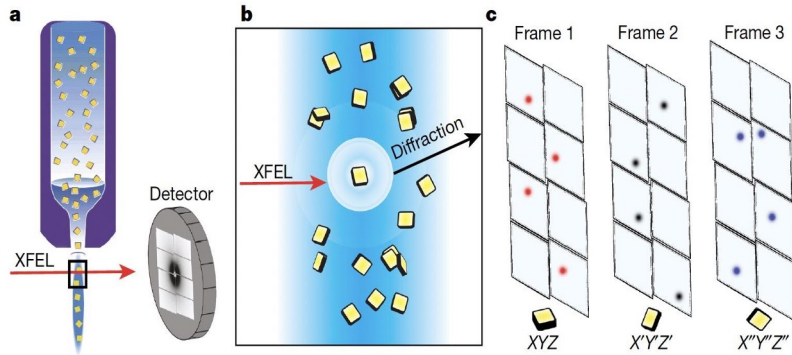 a
Detector
XFEL
b
XFEL
Diffraction
c
Frame 1
Frame 2
Frame 3
XYZ
X'Y'Z'
X"Y"Z"